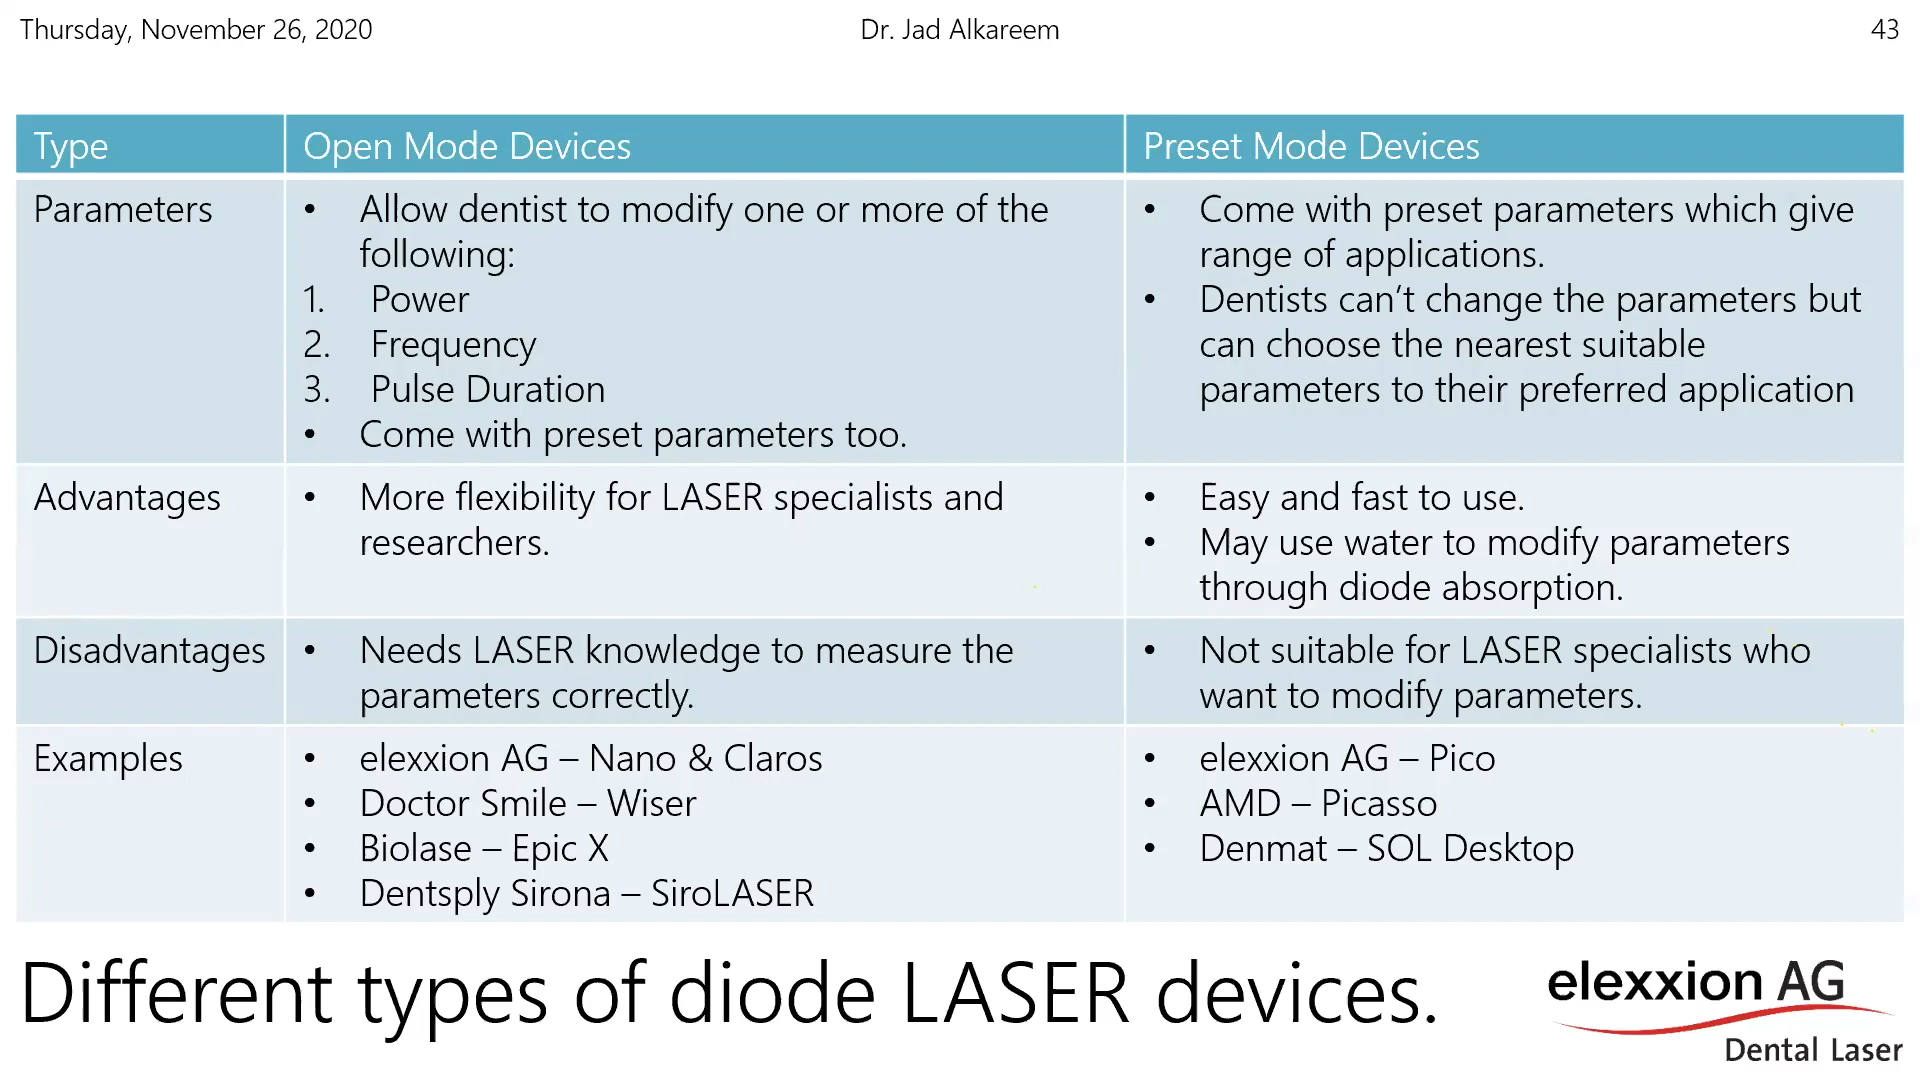 Thursday, November 26, 2020
Dr. Jad Alkareem
43
Type
Open Mode Devices
Preset Mode Devices
Parameters
• Allow dentist to modify one or more of the
following:
1. Power
2. Frequency
3. Pulse Duration
• Come with preset parameters too.
• Come with preset parameters which give
range of applications.
• Dentists can’t change the parameters but
can choose the nearest suitable
parameters to their preferred application
Advantages
• More flexibility for LASER specialists and
researchers.
• Easy and fast to use.
• May use water to modify parameters
through diode absorption.
Disadvantages
• Needs LASER knowledge to measure the
parameters correctly.
• Not suitable for LASER specialists who
want to modify parameters.
Examples
• elexxion AG – Nano & Claros
• Doctor Smile – Wiser
• Biolase – Epic X
• Dentsply Sirona – SiroLASER
• elexxion AG – Pico
• AMD – Picasso
• Denmat – SOL Desktop
Different types of diode LASER devices.
elexxion AG
Dental Laser